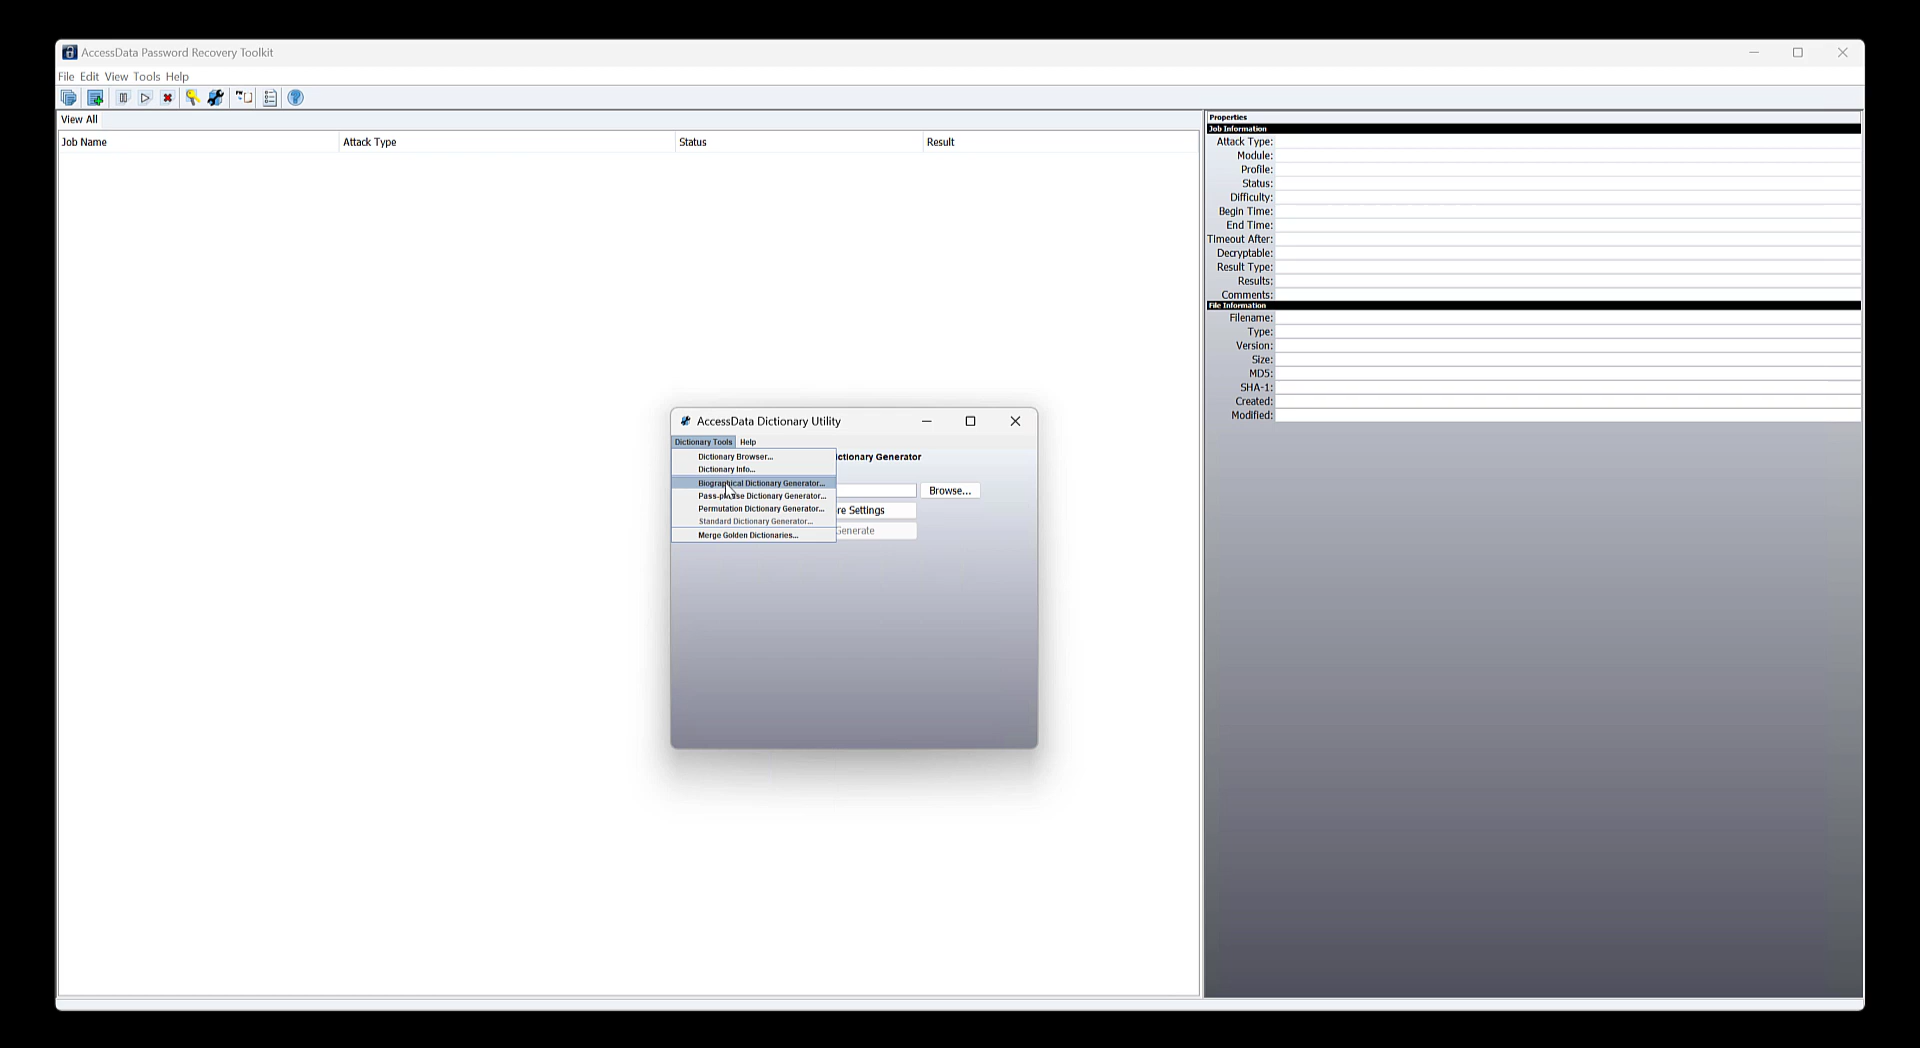 AccessData Password Recovery Toolkit
File Edit View Tools Help
View All
Job Name Attack Type Status Result
Properties
Job Information
Attack Type:
Module:
Profile:
Status:
Difficulty:
Begin Time:
End Time:
Timeout After:
Decryptable:
Result Type:
Results:
Comments:
File Information
Filename:
Type:
Version:
Size:
MD5:
SHA-1:
Created:
Modified:
AccessData Dictionary Utility
Dictionary Tools Help
Dictionary Browser...
ictionary Generator
Dictionary Info...
Biographical Dictionary Generator...
Browse...
Pass-phrase Dictionary Generator...
Permutation Dictionary Generator...
re Settings
Standard Dictionary Generator...
Generate
Merge Golden Dictionaries...